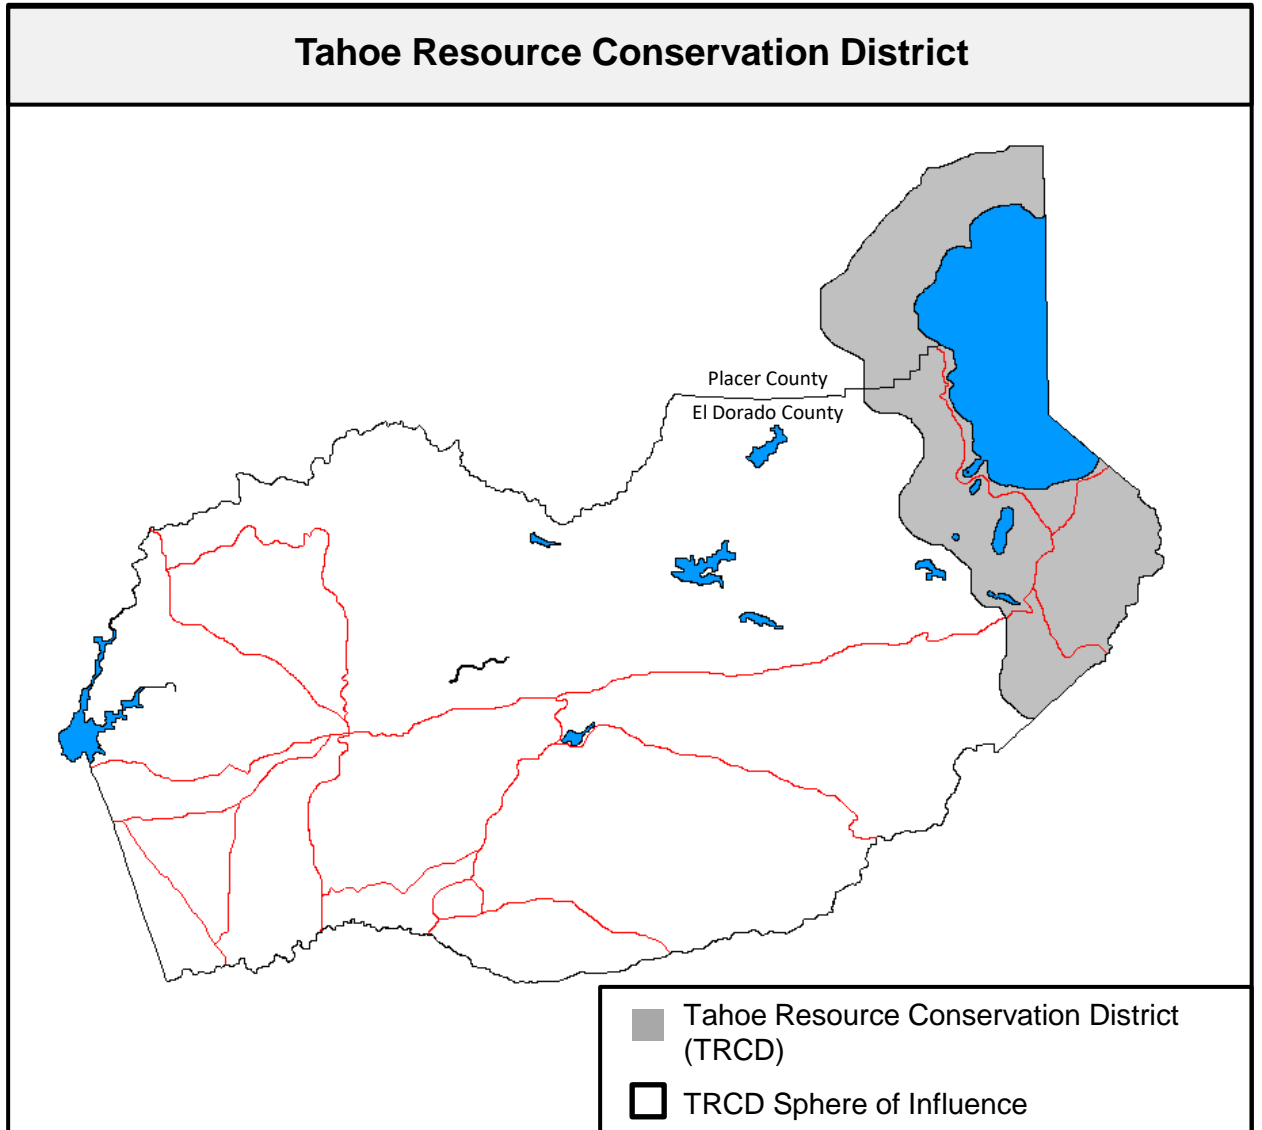 Tahoe Resource Conservation District
Placer County
El Dorado County
Tahoe Resource Conservation District
(TRCD)
TRCD Sphere of Influence